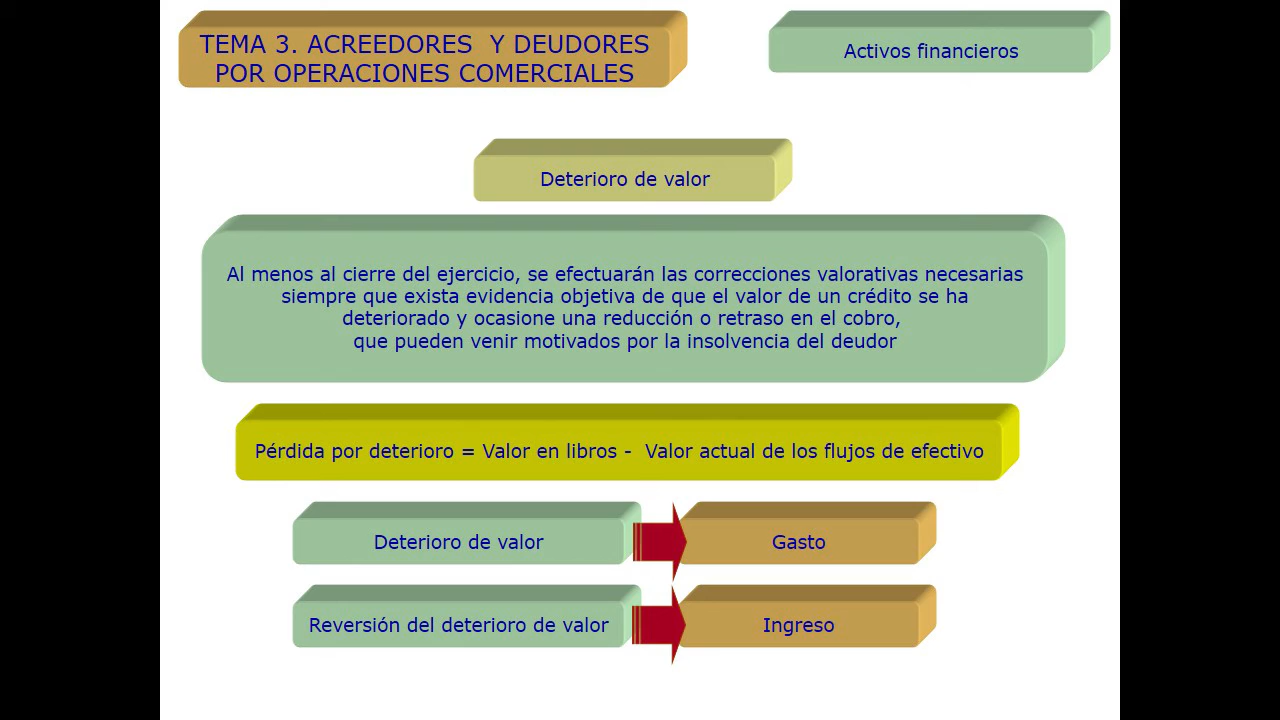 TEMA 3. ACREEDORES Y DEUDORES
POR OPERACIONES COMERCIALES
Activos financieros
Deterioro de valor
Al menos al cierre del ejercicio, se efectuarán las correcciones valorativas necesarias
siempre que exista evidencia objetiva de que el valor de un crédito se ha
deteriorado y ocasione una reducción o retraso en el cobro,
que pueden venir motivados por la insolvencia del deudor
Pérdida por deterioro = Valor en libros - Valor actual de los flujos de efectivo
Deterioro de valor
Gasto
Reversión del deterioro de valor
Ingreso